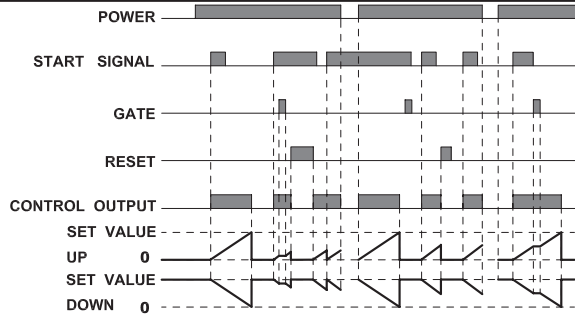 POWER
START SIGNAL
GATE
RESET
CONTROL OUTPUT
SET VALUE
UP 0
SET VALUE
DOWN 0